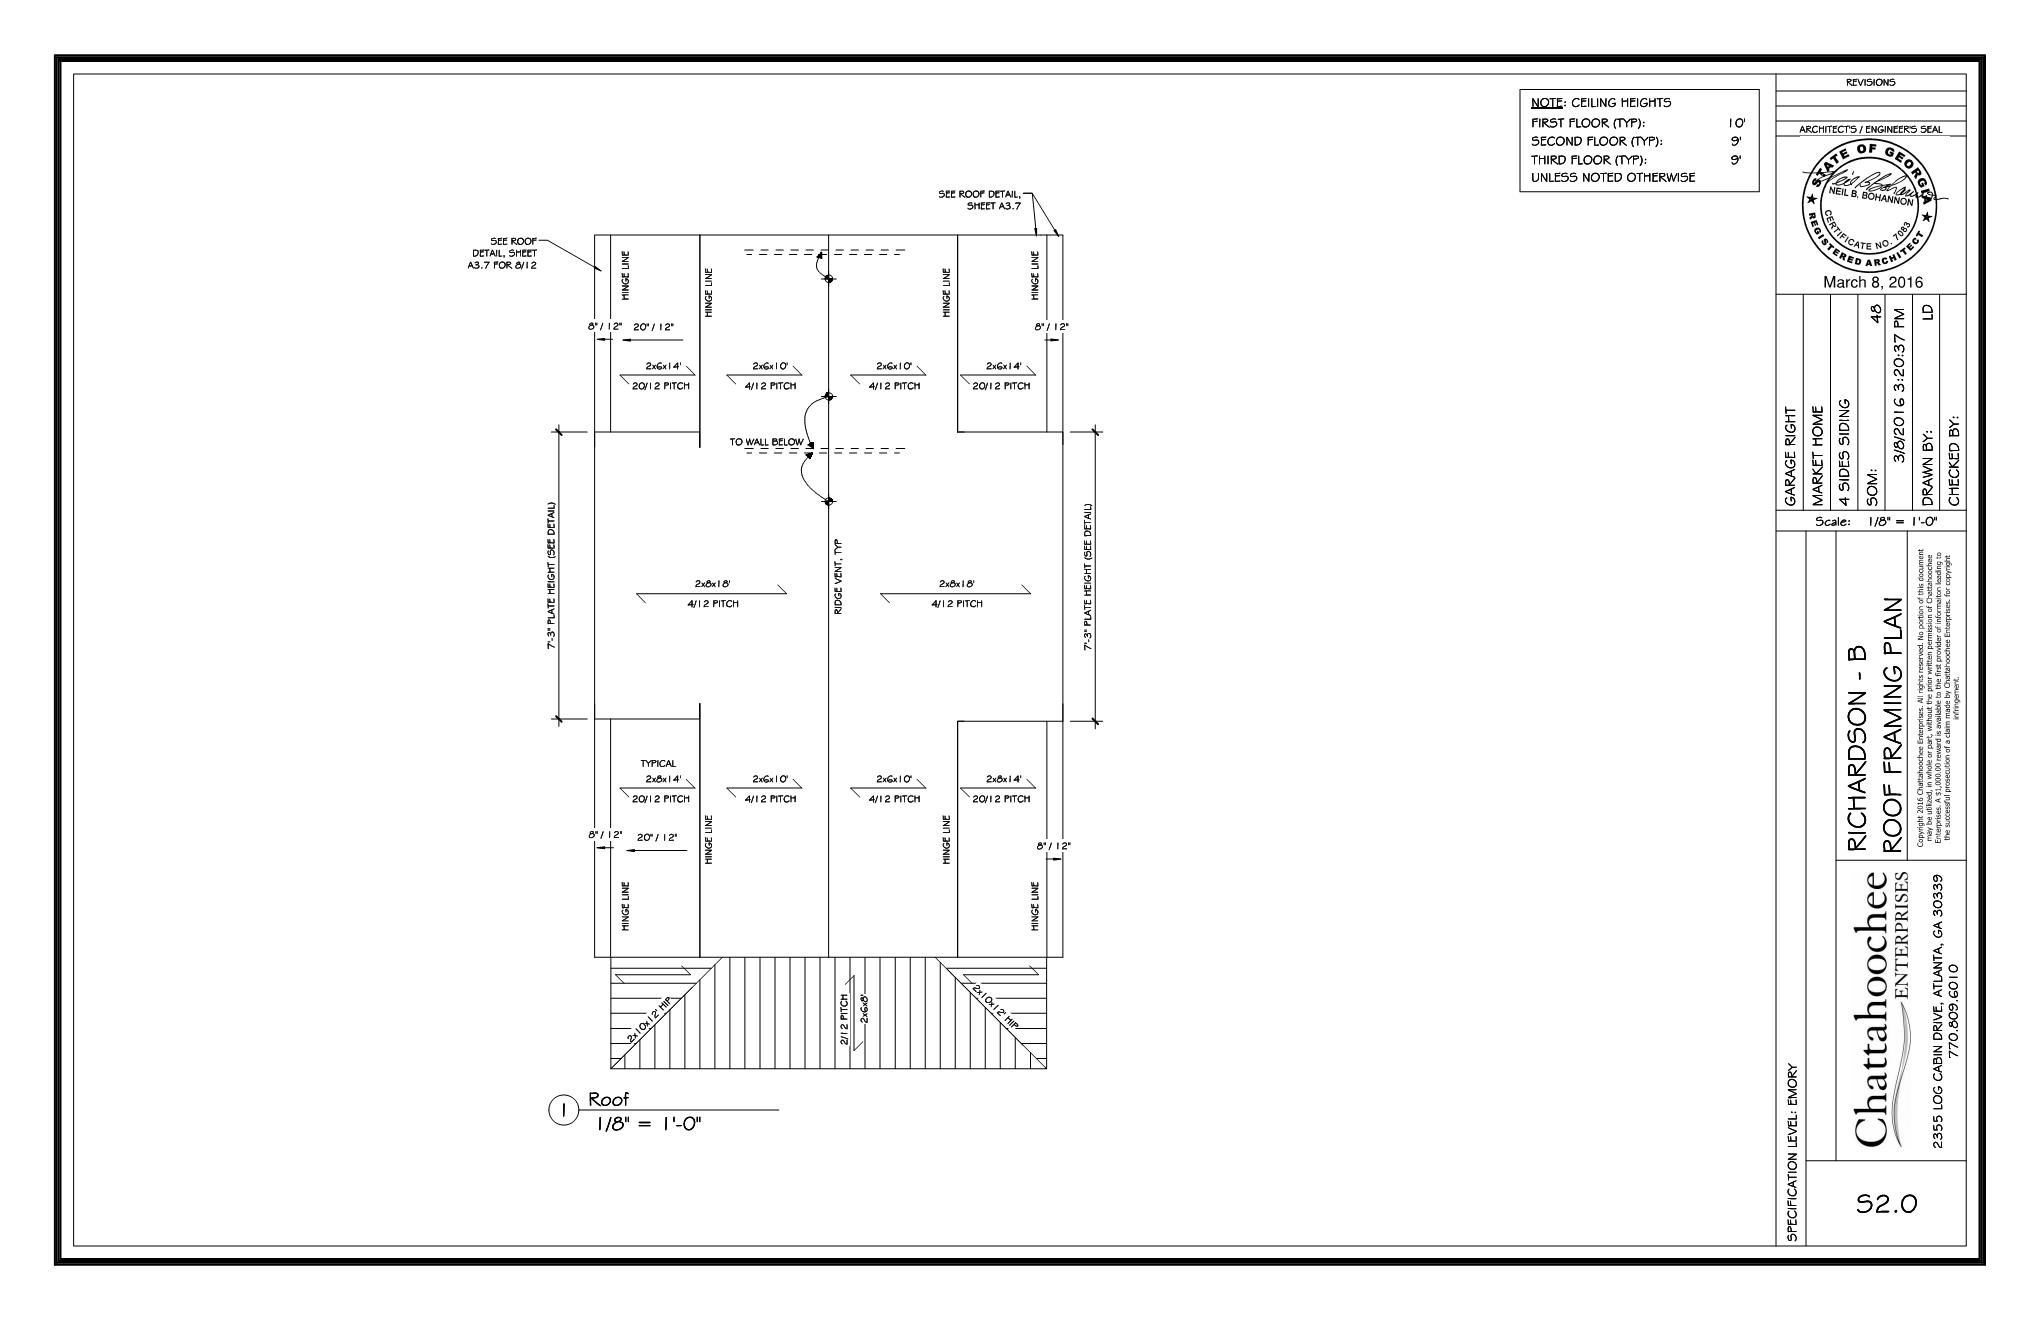 NOTE: CEILING HEIGHTS
FIRST FLOOR (TYP): 10'
SECOND FLOOR (TYP): 9'
THIRD FLOOR (TYP): 9'
UNLESS NOTED OTHERWISE
SEE ROOF DETAIL,
SHEET A3.7
SEE ROOF
DETAIL, SHEET
A3.7 FOR 8/12
HINGE LINE
HINGE LINE
HINGE LINE
HINGE LINE
8" / 12"
20" / 12"
8" / 12"
2x6x14'
20/12 PITCH
2x6x10'
4/12 PITCH
2x6x10'
4/12 PITCH
2x6x14'
20/12 PITCH
TO WALL BELOW
7'-3" PLATE HEIGHT (SEE DETAIL)
RIDGE VENT, TYP
7'-3" PLATE HEIGHT (SEE DETAIL)
2x8x18'
4/12 PITCH
2x8x18'
4/12 PITCH
TYPICAL
2x8x14'
20/12 PITCH
2x6x10'
4/12 PITCH
2x6x10'
4/12 PITCH
2x8x14'
20/12 PITCH
8" / 12"
20" / 12"
8" / 12"
HINGE LINE
HINGE LINE
HINGE LINE
HINGE LINE
2x10x12' HIP
2/12 PITCH
2x6x8'
2x10x12' HIP
1
Roof
1/8" = 1'-0"
REVISIONS
ARCHITECT'S / ENGINEER'S SEAL
STATE OF GEORGIA
NEIL B. BOHANNON
CERTIFICATE NO. 7083
REGISTERED ARCHITECT
March 8, 2016
GARAGE RIGHT
MARKET HOME
4 SIDES SIDING
SOM: 48
3/8/2016 3:20:37 PM
DRAWN BY: LD
CHECKED BY:
Scale: 1/8" = 1'-0"
RICHARDSON - B
ROOF FRAMING PLAN
Copyright 2016 Chattahoochee Enterprises. All rights reserved. No portion of this document
may be utilized, in whole or part, without the prior written permission of Chattahoochee
Enterprises. A $1,000.00 reward is available to the first provider of informaiton leading to
the successful prosecution of a claim made by Chattahoochee Enterprises. for copyright
infringement.
Chattahoochee
ENTERPRISES
2355 LOG CABIN DRIVE, ATLANTA, GA 30339
770.809.6010
SPECIFICATION LEVEL: EMORY
S2.0